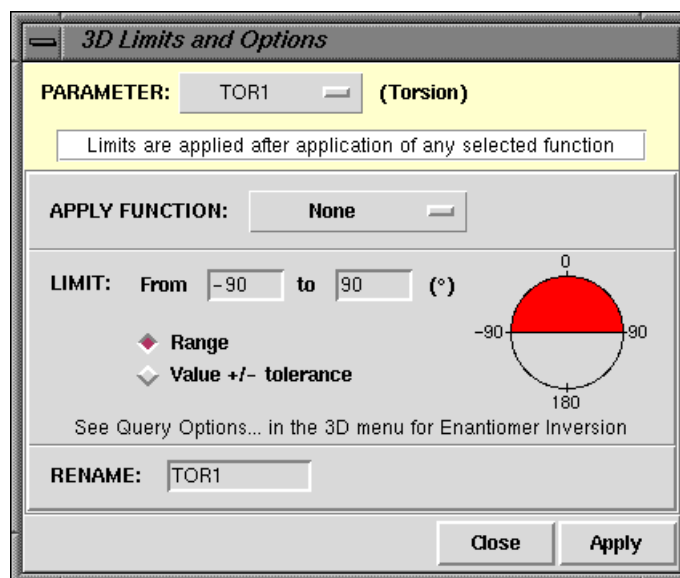 3D Limits and Options
PARAMETER: TOR1 (Torsion)
Limits are applied after application of any selected function
APPLY FUNCTION: None
LIMIT: From -90 to 90 (°)
0
-90 90
180
Range
Value +/- tolerance
See Query Options... in the 3D menu for Enantiomer Inversion
RENAME: TOR1
Close Apply